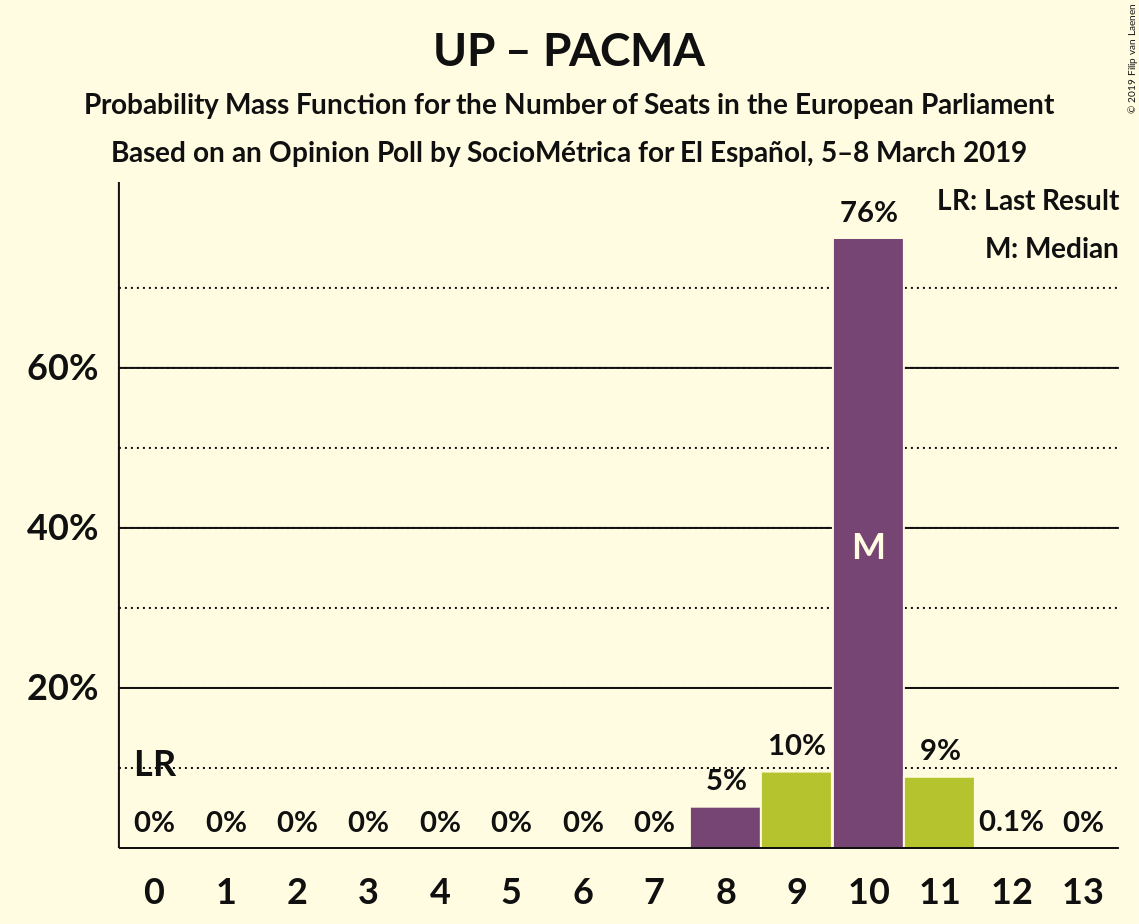 UP – PACMA
Probability Mass Function for the Number of Seats in the European Parliament
Based on an Opinion Poll by SocioMétrica for El Español, 5–8 March 2019
© 2019 Filip van Laenen
LR: Last Result
M: Median
76%
60%
40%
M
20%
LR
10%
9%
5%
0% 0% 0% 0% 0% 0% 0% 0% 0.1% 0%
0 1 2 3 4 5 6 7 8 9 10 11 12 13